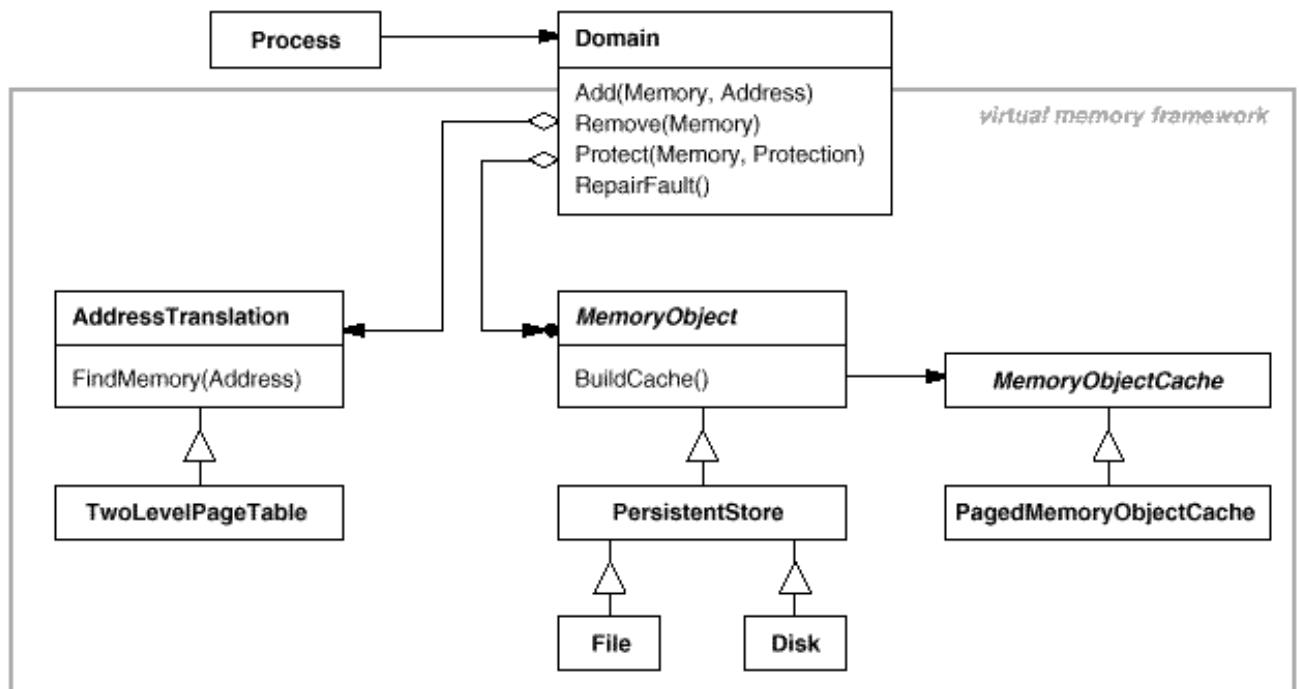 Process
Domain
Add(Memory, Address)
Remove(Memory)
Protect(Memory, Protection)
RepairFault()
virtual memory framework
AddressTranslation
FindMemory(Address)
MemoryObject
BuildCache()
MemoryObjectCache
TwoLevelPageTable
PersistentStore
PagedMemoryObjectCache
File
Disk